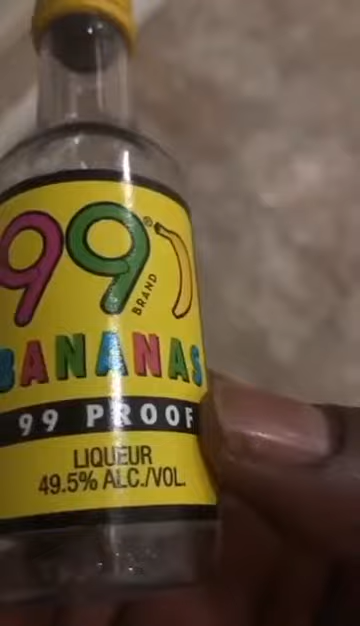 99®
BRAND
BANANAS
99 PROOF
LIQUEUR
49.5% ALC./VOL.